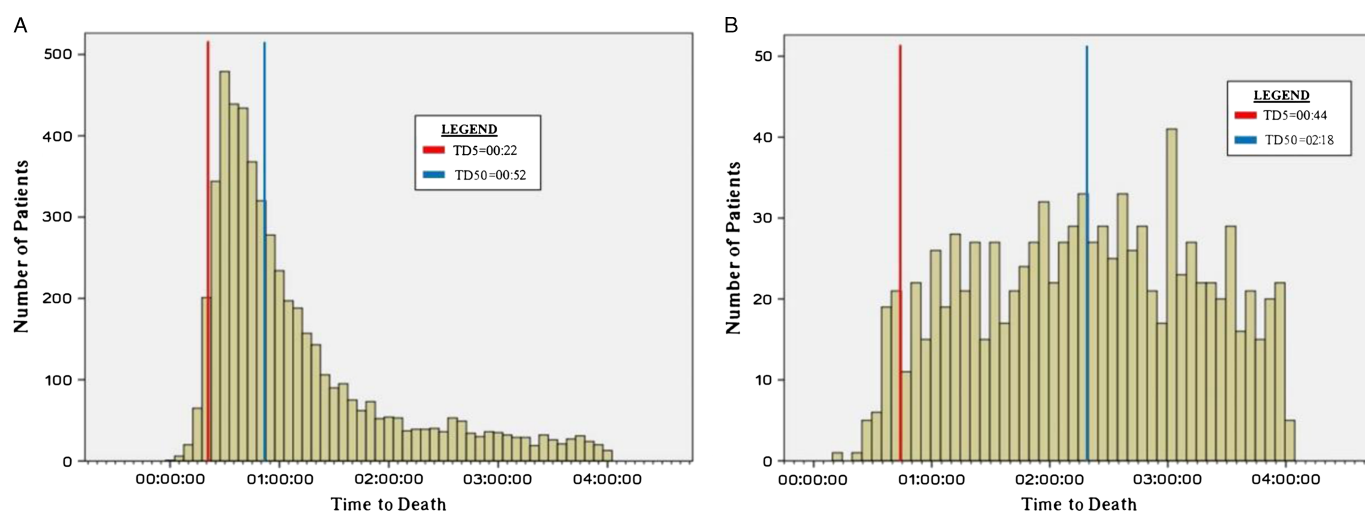 A
Number of Patients
500
400
300
200
100
0
LEGEND
TD5=00:22
TD50=00:52
00:00:00 01:00:00 02:00:00 03:00:00 04:00:00
Time to Death
B
Number of Patients
50
40
30
20
10
0
LEGEND
TD5=00:44
TD50=02:18
00:00:00 01:00:00 02:00:00 03:00:00 04:00:00
Time to Death